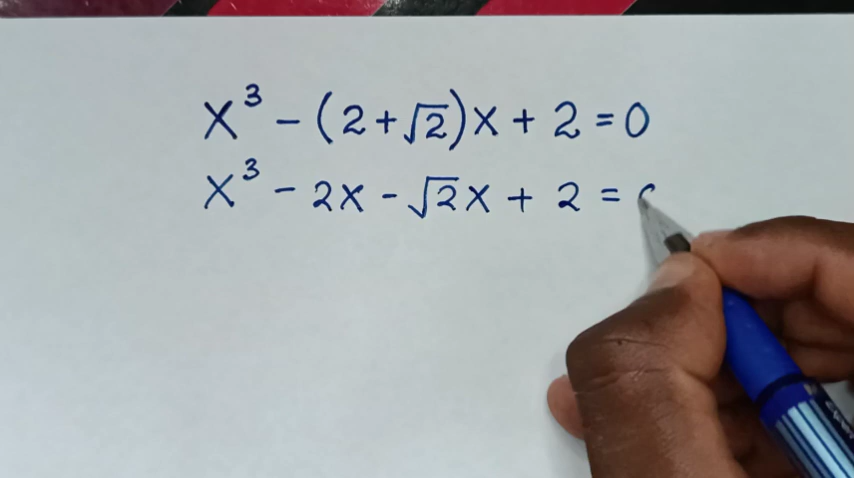 x³ - (2+√2)x + 2 = 0
x³ - 2x - √2x + 2 =